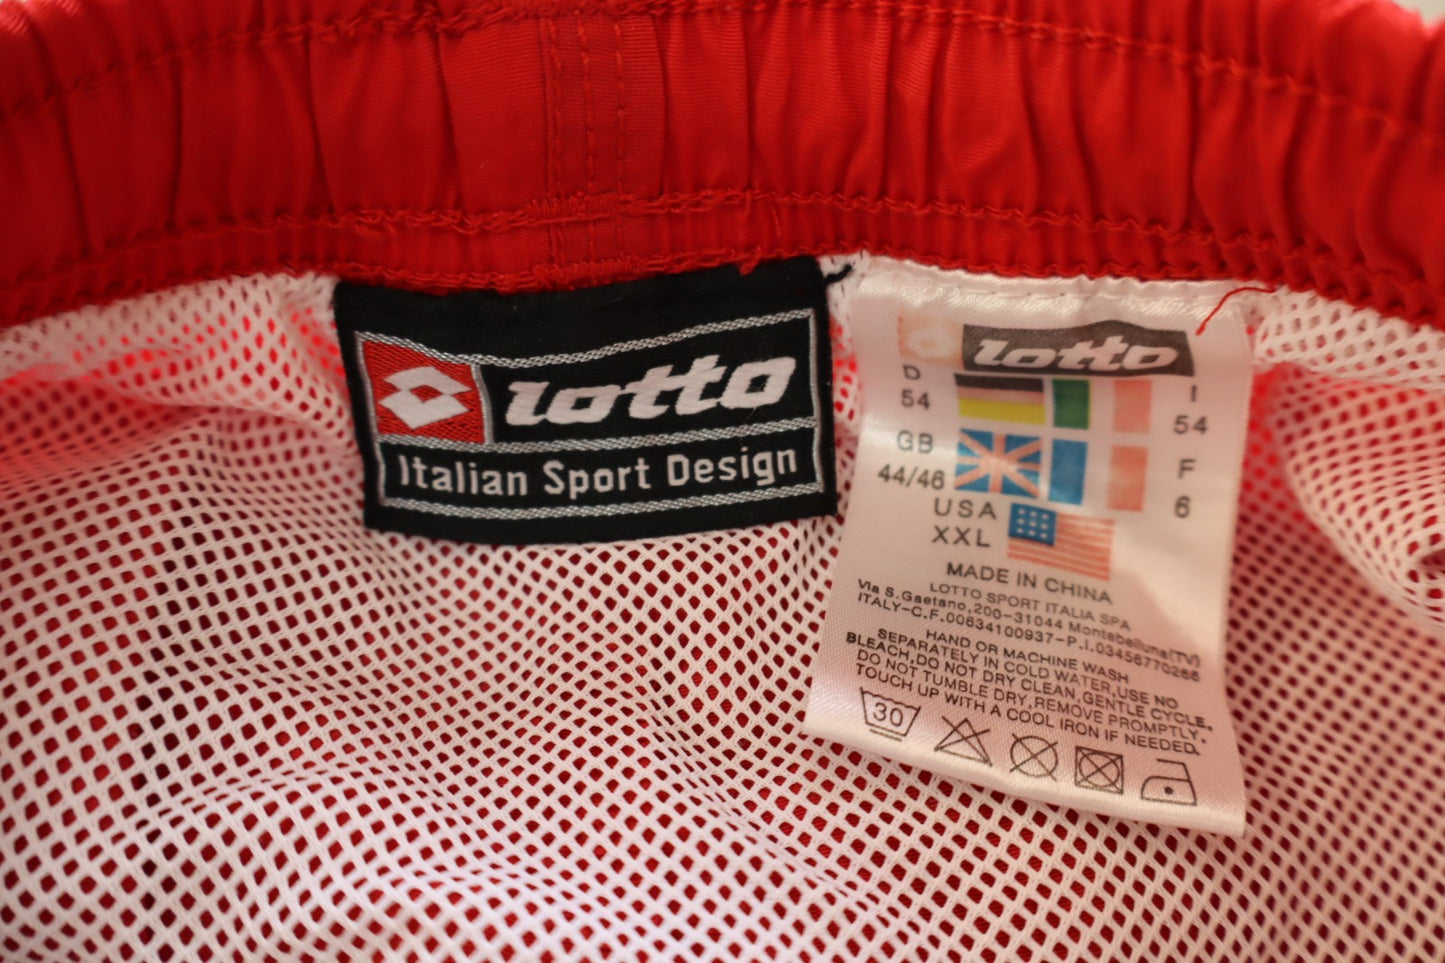 lotto
Italian Sport Design
lotto
D
54
I
54
GB
44/46
F
6
USA
XXL
MADE IN CHINA
LOTTO SPORT ITALIA SPA
Via S.Gaetano,200-31044 Montebelluna(TV)
ITALY-C.F.00634100937-P.I.03456770266
HAND OR MACHINE WASH
SEPARATELY IN COLD WATER,USE NO
BLEACH,DO NOT DRY CLEAN,GENTLE CYCLE,
DO NOT TUMBLE DRY,REMOVE PROMPTLY.
TOUCH UP WITH A COOL IRON IF NEEDED.
30